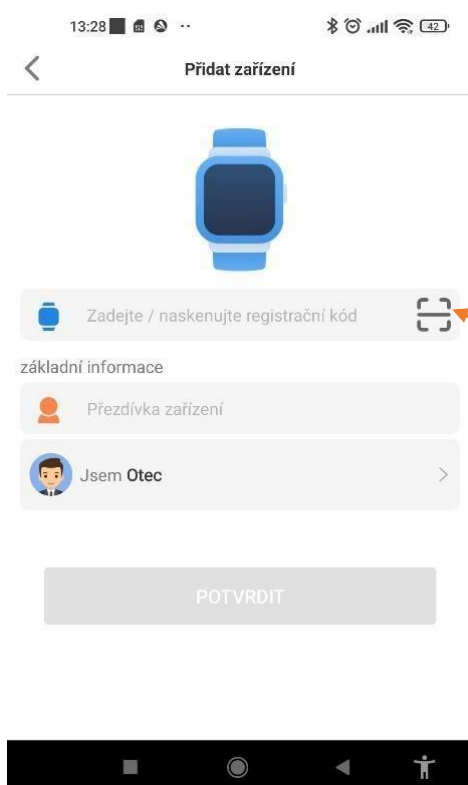 13:28
42
Přidat zařízení
Zadejte / naskenujte registrační kód
základní informace
Přezdívka zařízení
Jsem Otec
POTVRDIT